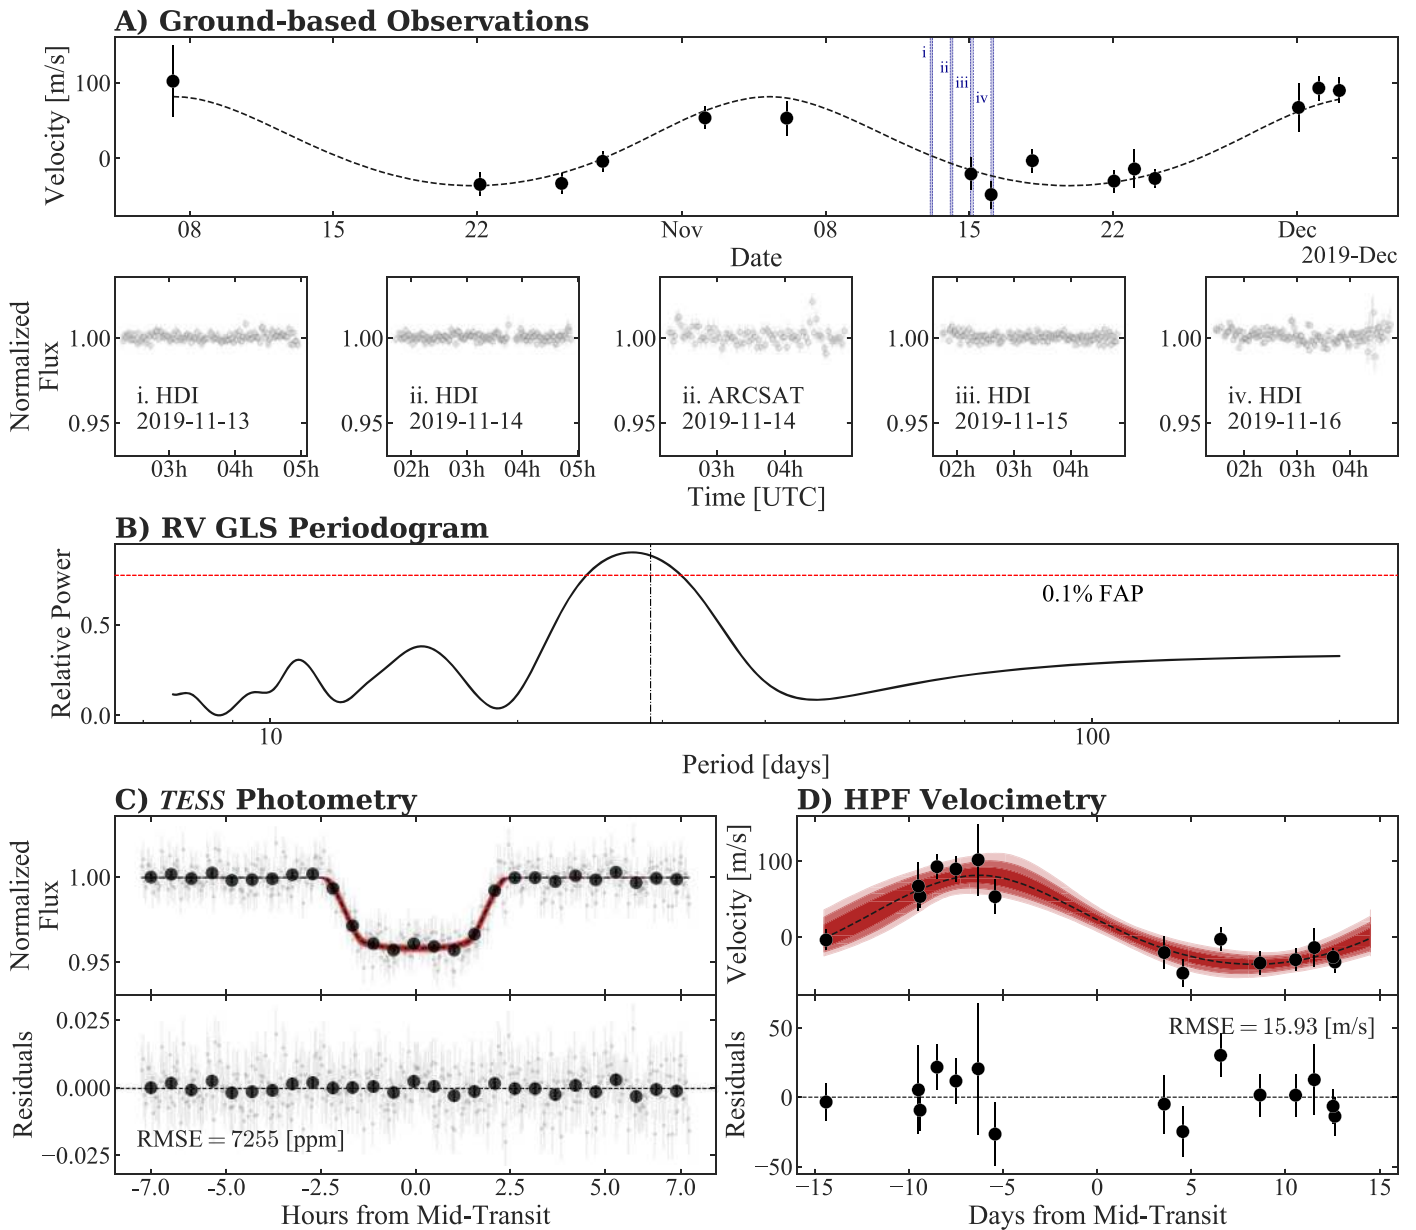 A) Ground-based Observations
Velocity [m/s]
100
0
i
ii
iii
iv
08 15 22 Nov 08 15 22 Dec
Date
2019-Dec
Normalized
Flux
1.00
0.95
i. HDI
2019-11-13
03h 04h 05h
1.00
0.95
ii. HDI
2019-11-14
02h 03h 04h 05h
1.00
0.95
ii. ARCSAT
2019-11-14
03h 04h
1.00
0.95
iii. HDI
2019-11-15
02h 03h 04h
1.00
0.95
iv. HDI
2019-11-16
02h 03h 04h
Time [UTC]
B) RV GLS Periodogram
Relative Power
0.5
0.0
0.1% FAP
10 100
Period [days]
C) TESS Photometry
Normalized
Flux
1.00
0.95
Residuals
0.025
0.000
−0.025
RMSE = 7255 [ppm]
-7.0 -5.0 -2.5 0.0 2.5 5.0 7.0
Hours from Mid-Transit
D) HPF Velocimetry
Velocity [m/s]
100
0
Residuals
50
0
−50
RMSE = 15.93 [m/s]
−15 −10 −5 0 5 10 15
Days from Mid-Transit